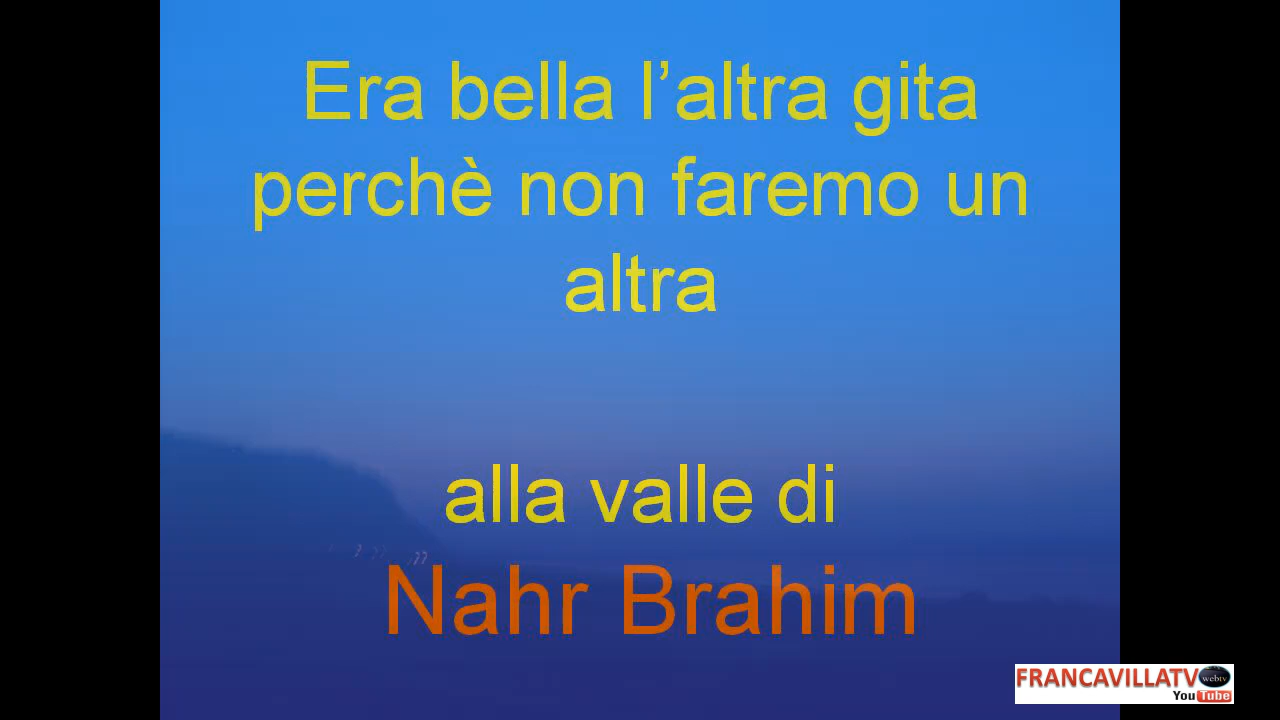 Era bella l’altra gita
perchè non faremo un
altra
alla valle di
Nahr Brahim
FRANCAVILLATV
webtv
YouTube